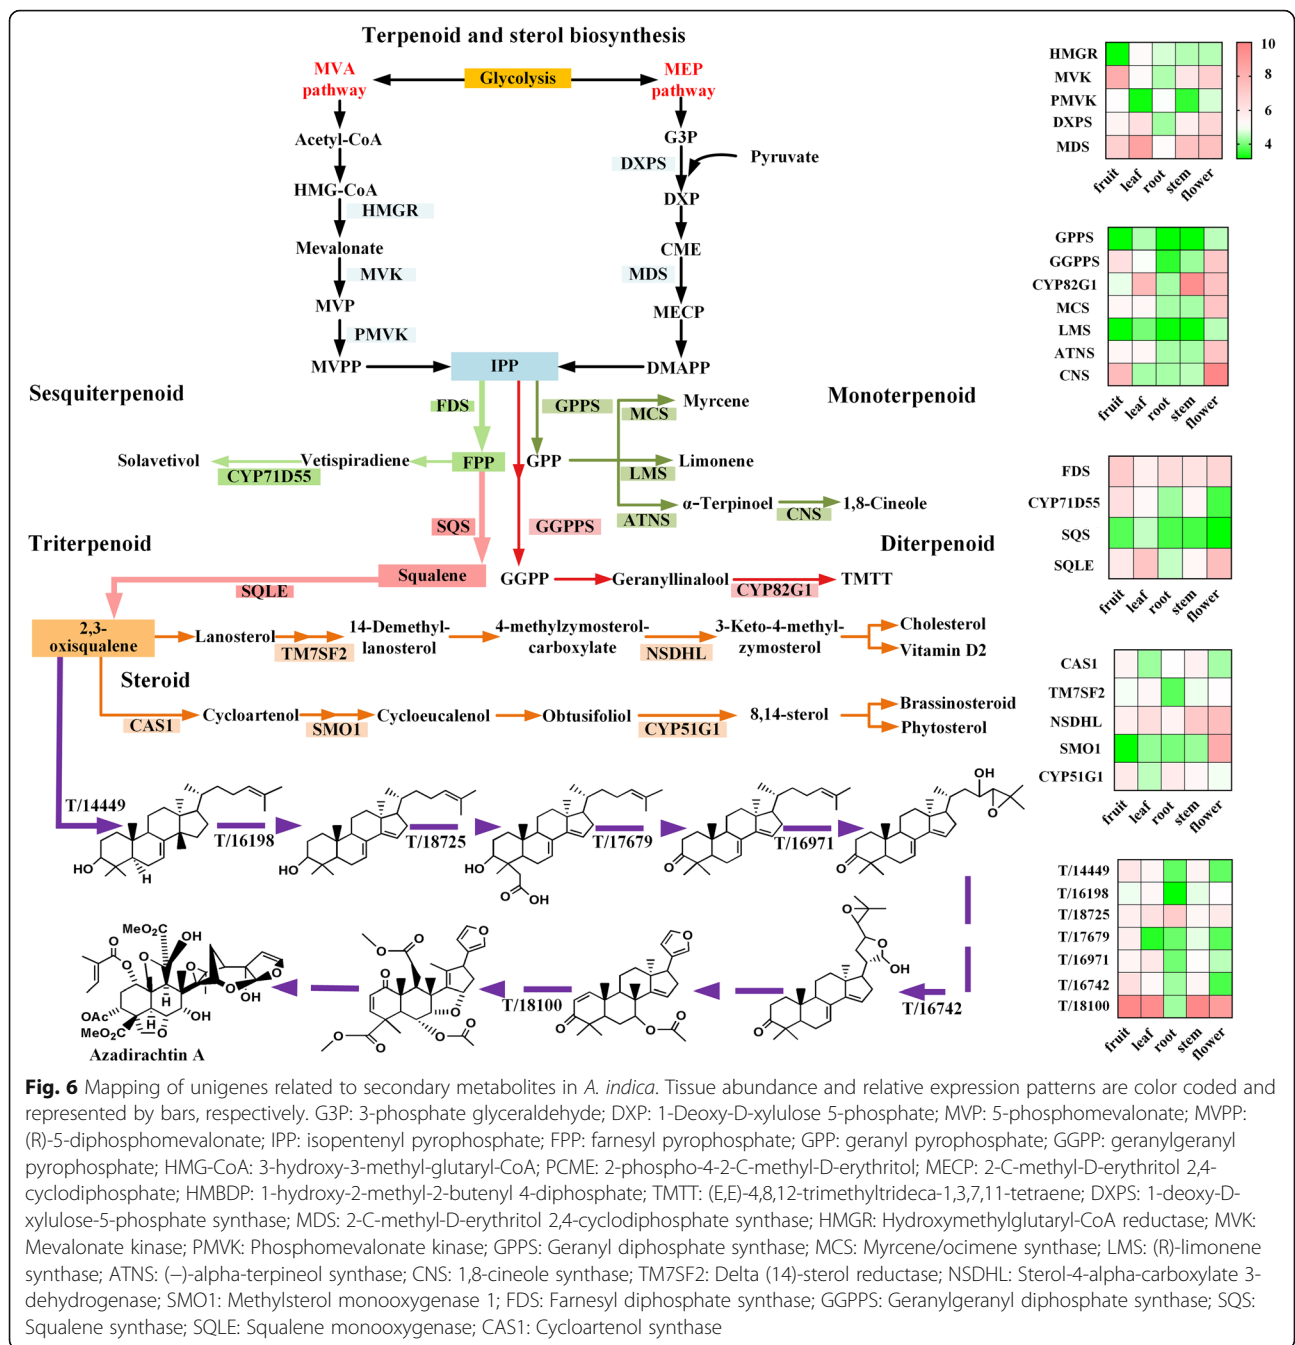 Terpenoid and sterol biosynthesis
MVA
pathway
Glycolysis
MEP
pathway
Acetyl-CoA
G3P
DXPS
Pyruvate
HMG-CoA
DXP
HMGR
Mevalonate
CME
MVK
MDS
MVP
MECP
PMVK
MVPP
IPP
DMAPP
Sesquiterpenoid
Monoterpenoid
FDS
GPPS
MCS
Myrcene
Solavetivol
CYP71D55
Vetispiradiene
FPP
GPP
LMS
Limonene
ATNS
α-Terpinoel
CNS
1,8-Cineole
SQS
GGPPS
Triterpenoid
Diterpenoid
Squalene
SQLE
GGPP
Geranyllinalool
CYP82G1
TMTT
2,3-
oxisqualene
Lanosterol
TM7SF2
14-Demethyl-
lanosterol
4-methylzymosterol-
carboxylate
NSDHL
3-Keto-4-methyl-
zymosterol
Cholesterol
Vitamin D2
Steroid
CAS1
Cycloartenol
SMO1
Cycloeucalenol
Obtusifoliol
CYP51G1
8,14-sterol
Brassinosteroid
Phytosterol
T/14449
HO
H
T/16198
HO
T/18725
HO
O
OH
T/17679
O
T/16971
O
OH
O
T/16742
O
O
O
OH
O
O
O
O
T/18100
O
O
O
O
O
O
O
O
O
MeO₂C
OH
O
O
O
O
O
OH
O
H
H
OAc
MeO₂C
O
OH
Azadirachtin A
HMGR
MVK
PMVK
DXPS
MDS
fruit
leaf
root
stem
flower
10
8
6
4
GPPS
GGPPS
CYP82G1
MCS
LMS
ATNS
CNS
fruit
leaf
root
stem
flower
FDS
CYP71D55
SQS
SQLE
fruit
leaf
root
stem
flower
CAS1
TM7SF2
NSDHL
SMO1
CYP51G1
fruit
leaf
root
stem
flower
T/14449
T/16198
T/18725
T/17679
T/16971
T/16742
T/18100
fruit
leaf
root
stem
flower
Fig. 6 Mapping of unigenes related to secondary metabolites in A. indica. Tissue abundance and relative expression patterns are color coded and
represented by bars, respectively. G3P: 3-phosphate glyceraldehyde; DXP: 1-Deoxy-D-xylulose 5-phosphate; MVP: 5-phosphomevalonate; MVPP:
(R)-5-diphosphomevalonate; IPP: isopentenyl pyrophosphate; FPP: farnesyl pyrophosphate; GPP: geranyl pyrophosphate; GGPP: geranylgeranyl
pyrophosphate; HMG-CoA: 3-hydroxy-3-methyl-glutaryl-CoA; PCME: 2-phospho-4-2-C-methyl-D-erythritol; MECP: 2-C-methyl-D-erythritol 2,4-
cyclodiphosphate; HMBDP: 1-hydroxy-2-methyl-2-butenyl 4-diphosphate; TMTT: (E,E)-4,8,12-trimethyltrideca-1,3,7,11-tetraene; DXPS: 1-deoxy-D-
xylulose-5-phosphate synthase; MDS: 2-C-methyl-D-erythritol 2,4-cyclodiphosphate synthase; HMGR: Hydroxymethylglutaryl-CoA reductase; MVK:
Mevalonate kinase; PMVK: Phosphomevalonate kinase; GPPS: Geranyl diphosphate synthase; MCS: Myrcene/ocimene synthase; LMS: (R)-limonene
synthase; ATNS: (−)-alpha-terpineol synthase; CNS: 1,8-cineole synthase; TM7SF2: Delta (14)-sterol reductase; NSDHL: Sterol-4-alpha-carboxylate 3-
dehydrogenase; SMO1: Methylsterol monooxygenase 1; FDS: Farnesyl diphosphate synthase; GGPPS: Geranylgeranyl diphosphate synthase; SQS:
Squalene synthase; SQLE: Squalene monooxygenase; CAS1: Cycloartenol synthase